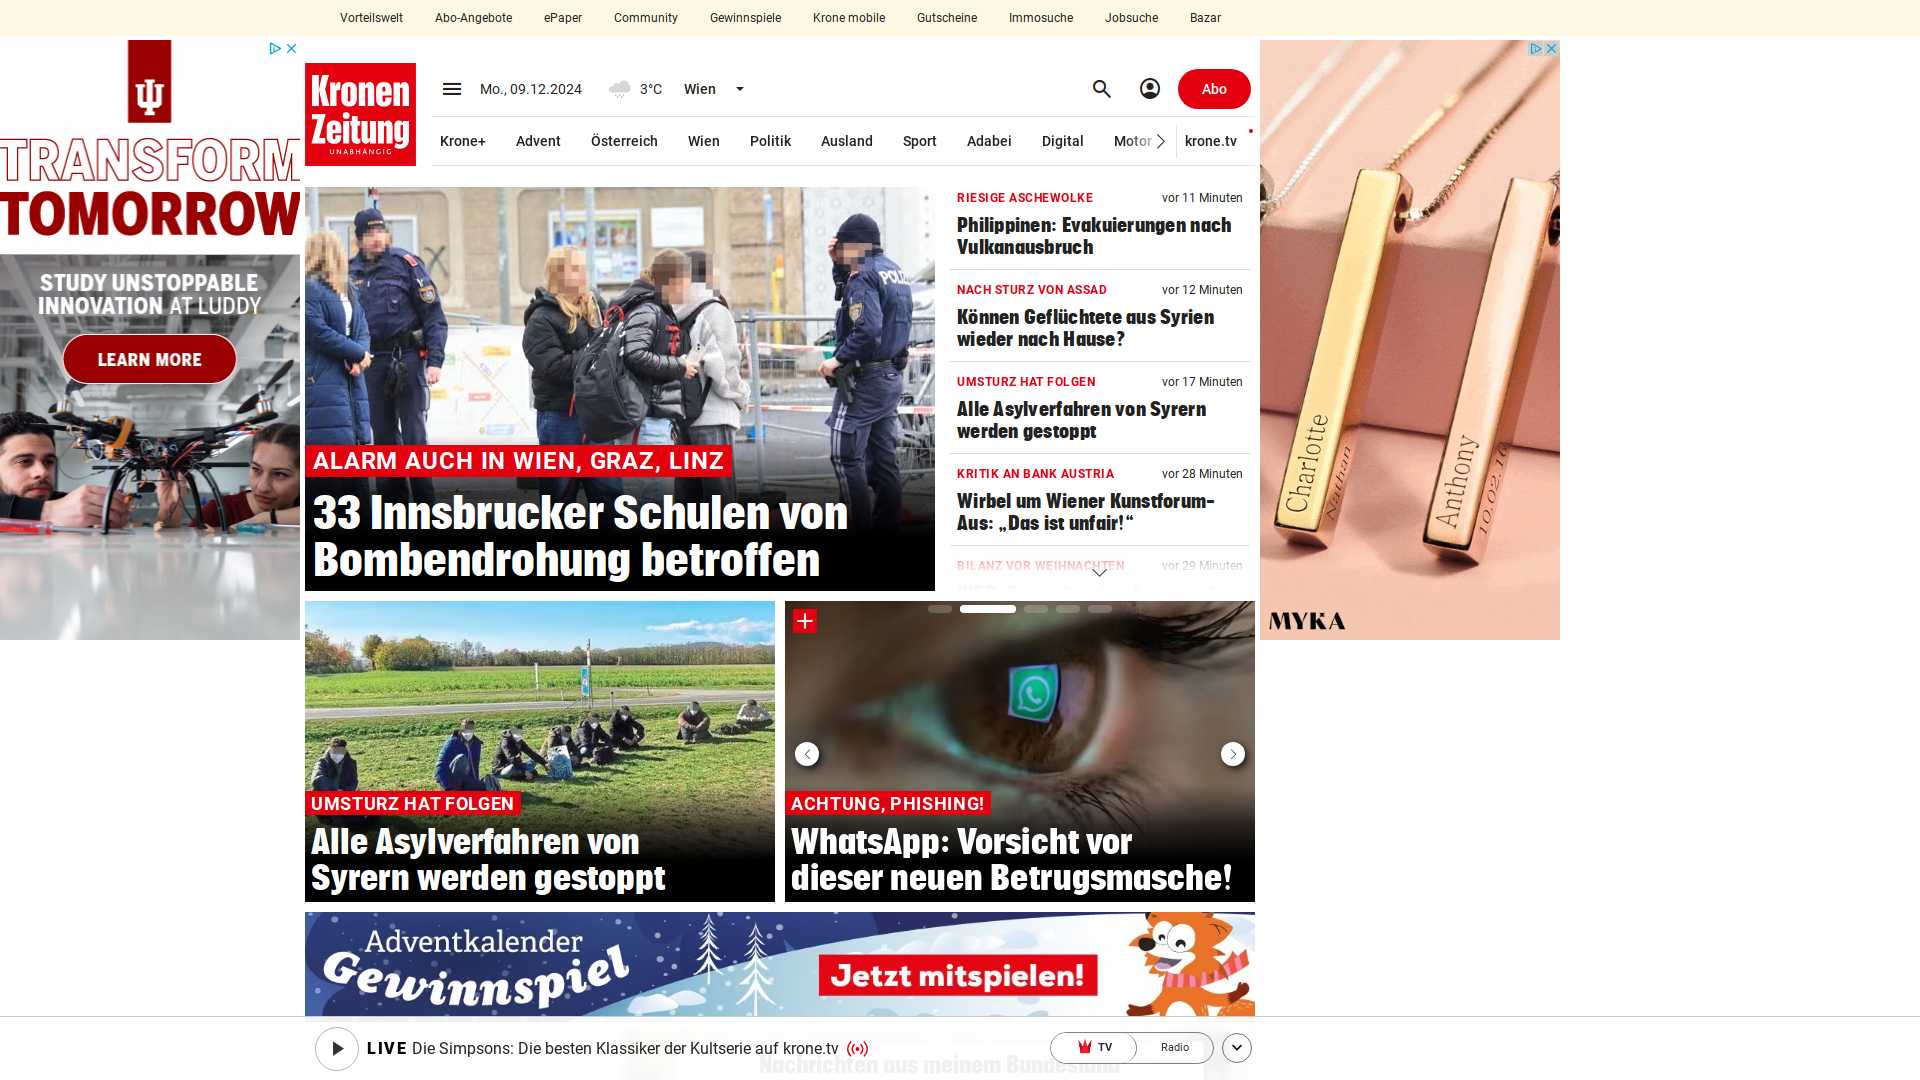 Vorteilswelt
Abo-Angebote
ePaper
Community
Gewinnspiele
Krone mobile
Gutscheine
Immosuche
Jobsuche
Bazar
TRANSFORM
TOMORROW
STUDY UNSTOPPABLE
INNOVATION AT LUDDY
LEARN MORE
Kronen
Zeitung
UNABHÄNGIG
Mo., 09.12.2024
3°C
Wien
Abo
Krone+
Advent
Österreich
Wien
Politik
Ausland
Sport
Adabei
Digital
Motor
krone.tv
POLIZEI
ALARM AUCH IN WIEN, GRAZ, LINZ
33 Innsbrucker Schulen von
Bombendrohung betroffen
RIESIGE ASCHEWOLKE
vor 11 Minuten
Philippinen: Evakuierungen nach
Vulkanausbruch
NACH STURZ VON ASSAD
vor 12 Minuten
Können Geflüchtete aus Syrien
wieder nach Hause?
UMSTURZ HAT FOLGEN
vor 17 Minuten
Alle Asylverfahren von Syrern
werden gestoppt
KRITIK AN BANK AUSTRIA
vor 28 Minuten
Wirbel um Wiener Kunstforum-
Aus: „Das ist unfair!“
BILANZ VOR WEIHNACHTEN
vor 29 Minuten
UMSTURZ HAT FOLGEN
Alle Asylverfahren von
Syrern werden gestoppt
ACHTUNG, PHISHING!
WhatsApp: Vorsicht vor
dieser neuen Betrugsmasche!
Charlotte
Nathan
Anthony
10.02.16
MYKA
Adventkalender
Gewinnspiel
Jetzt mitspielen!
LIVE Die Simpsons: Die besten Klassiker der Kultserie auf krone.tv
TV
Radio
Nachrichten aus meinem Bundesland